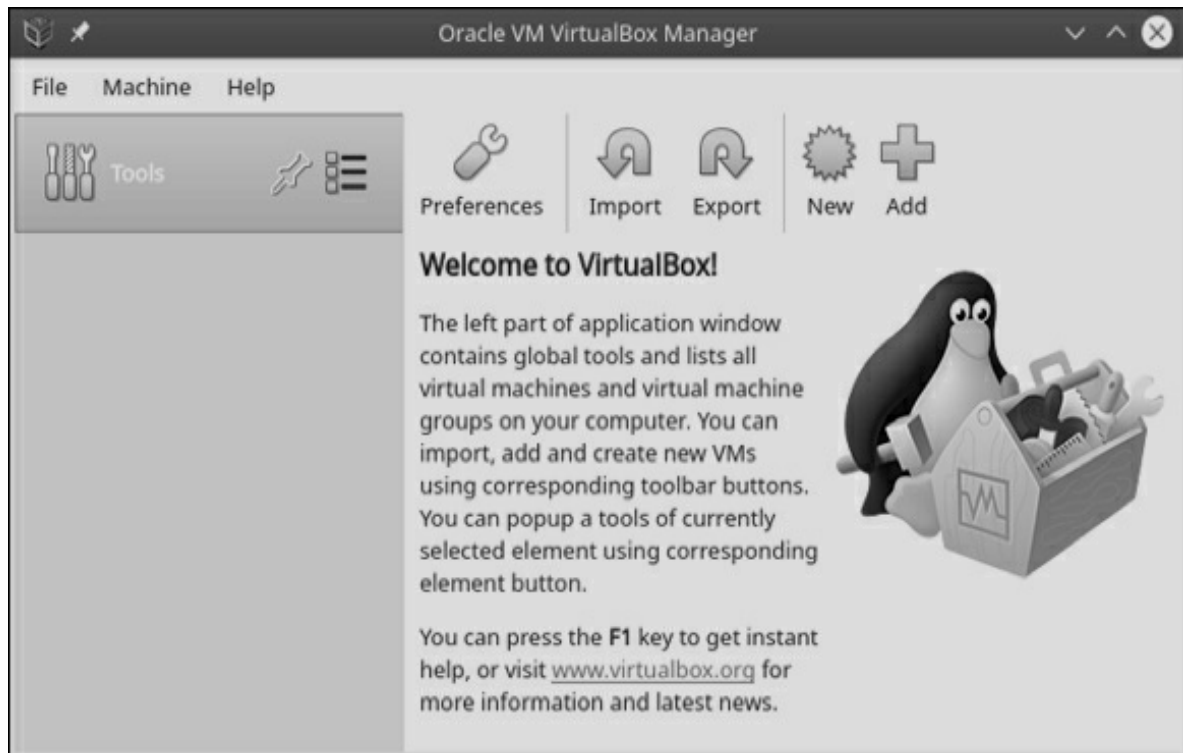 Oracle VM VirtualBox Manager
File Machine Help
Tools
Preferences Import Export New Add
Welcome to VirtualBox!
The left part of application window
contains global tools and lists all
virtual machines and virtual machine
groups on your computer. You can
import, add and create new VMs
using corresponding toolbar buttons.
You can popup a tools of currently
selected element using corresponding
element button.
You can press the F1 key to get instant
help, or visit www.virtualbox.org for
more information and latest news.